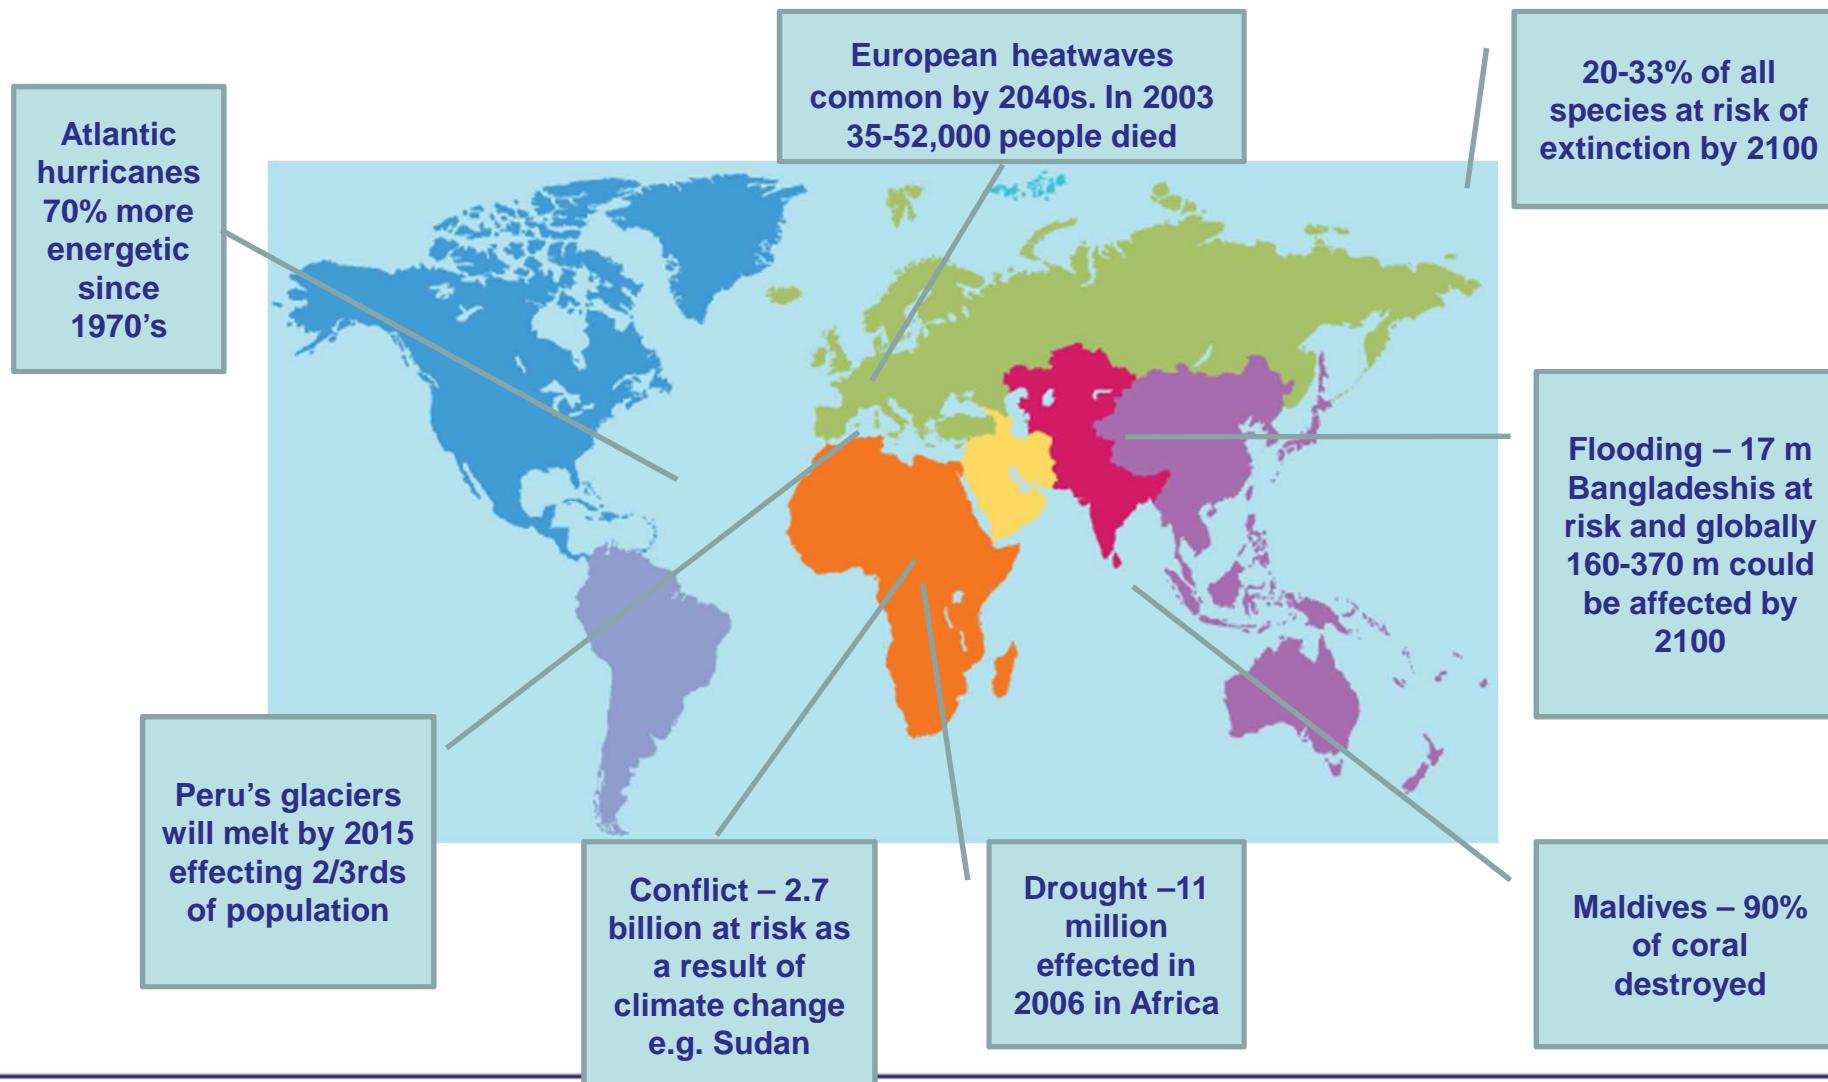 European heatwaves
common by 2040s. In 2003
35-52,000 people died
20-33% of all
species at risk of
extinction by 2100
Atlantic
hurricanes
70% more
energetic
since
1970's
Flooding – 17 m
Bangladeshis at
risk and globally
160-370 m could
be affected by
2100
Peru's glaciers
will melt by 2015
effecting 2/3rds
of population
Conflict – 2.7
billion at risk as
a result of
climate change
e.g. Sudan
Drought –11
million
effected in
2006 in Africa
Maldives – 90%
of coral
destroyed